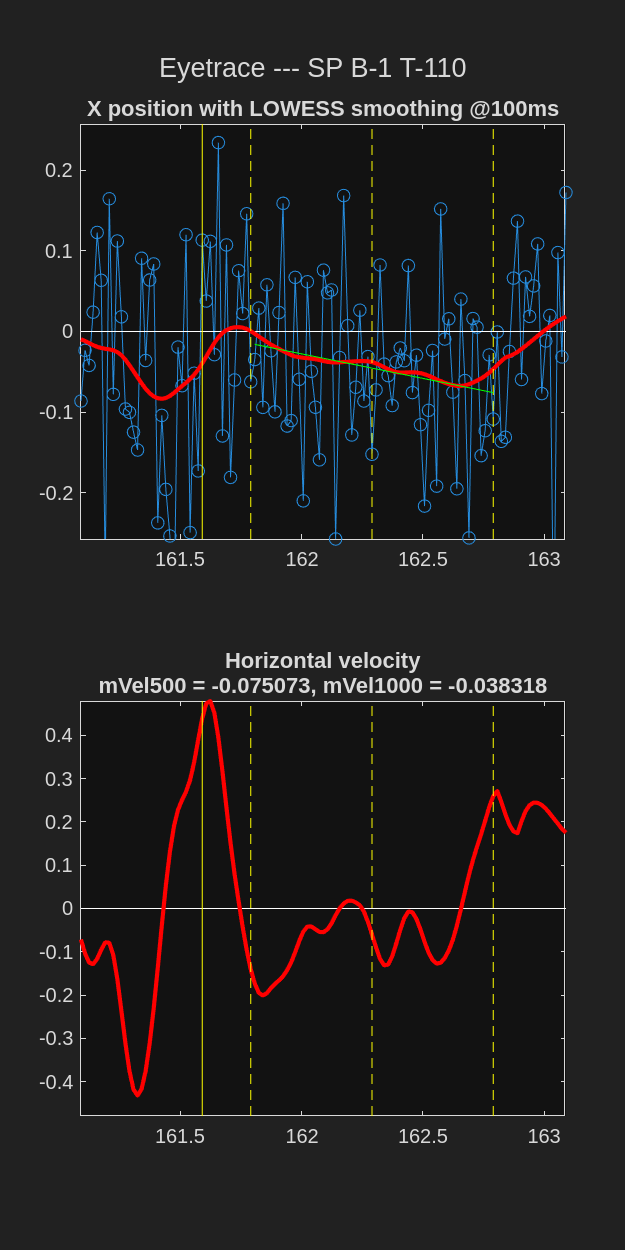 Eyetrace --- SP B-1 T-110
X position with LOWESS smoothing @100ms
0.2
0.1
0
-0.1
-0.2
161.5 162 162.5 163
Horizontal velocity
mVel500 = -0.075073, mVel1000 = -0.038318
0.4
0.3
0.2
0.1
0
-0.1
-0.2
-0.3
-0.4
161.5 162 162.5 163